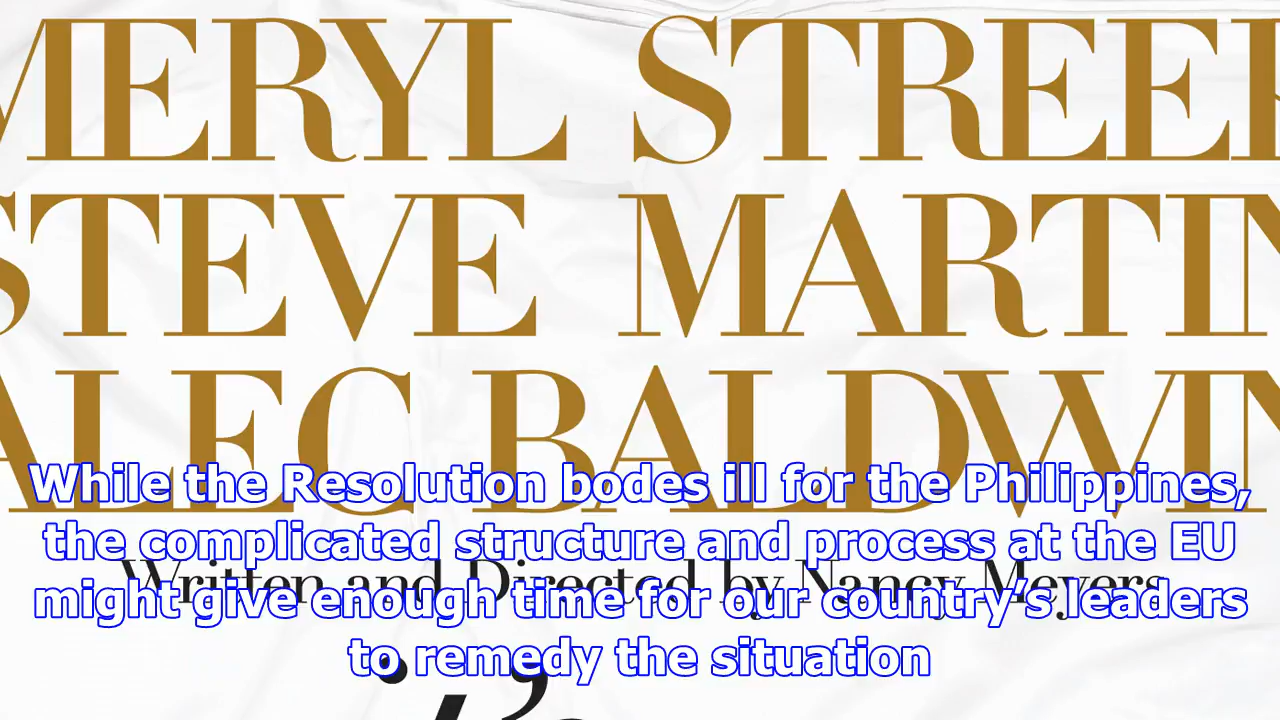 MERYL STREEP
STEVE MARTIN
ALEC BALDWIN
While the Resolution bodes ill for the Philippines,
the complicated structure and process at the EU
Written and Directed by Nancy Meyers
might give enough time for our country's leaders
to remedy the situation
it's